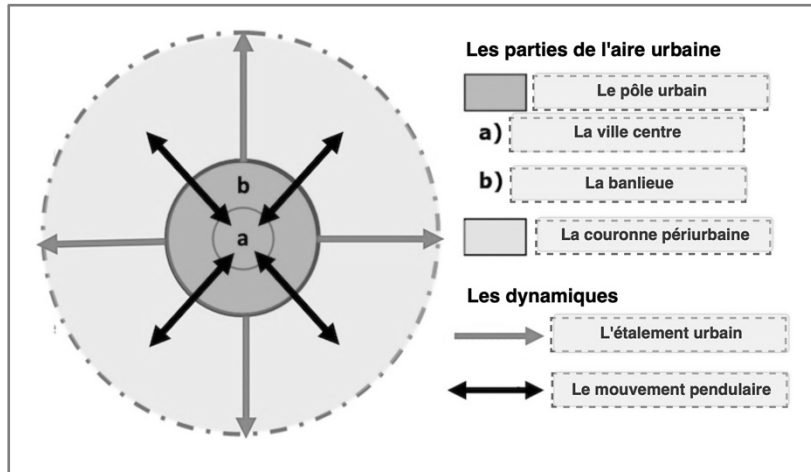 b
a
Les parties de l'aire urbaine
Le pôle urbain
a) La ville centre
b) La banlieue
La couronne périurbaine
Les dynamiques
L'étalement urbain
Le mouvement pendulaire